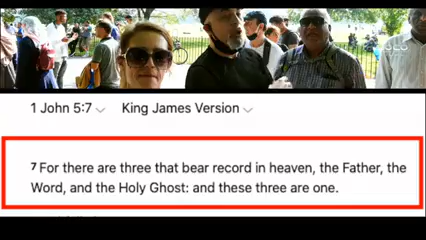 1 John 5:7 King James Version
7 For there are three that bear record in heaven, the Father, the
Word, and the Holy Ghost: and these three are one.